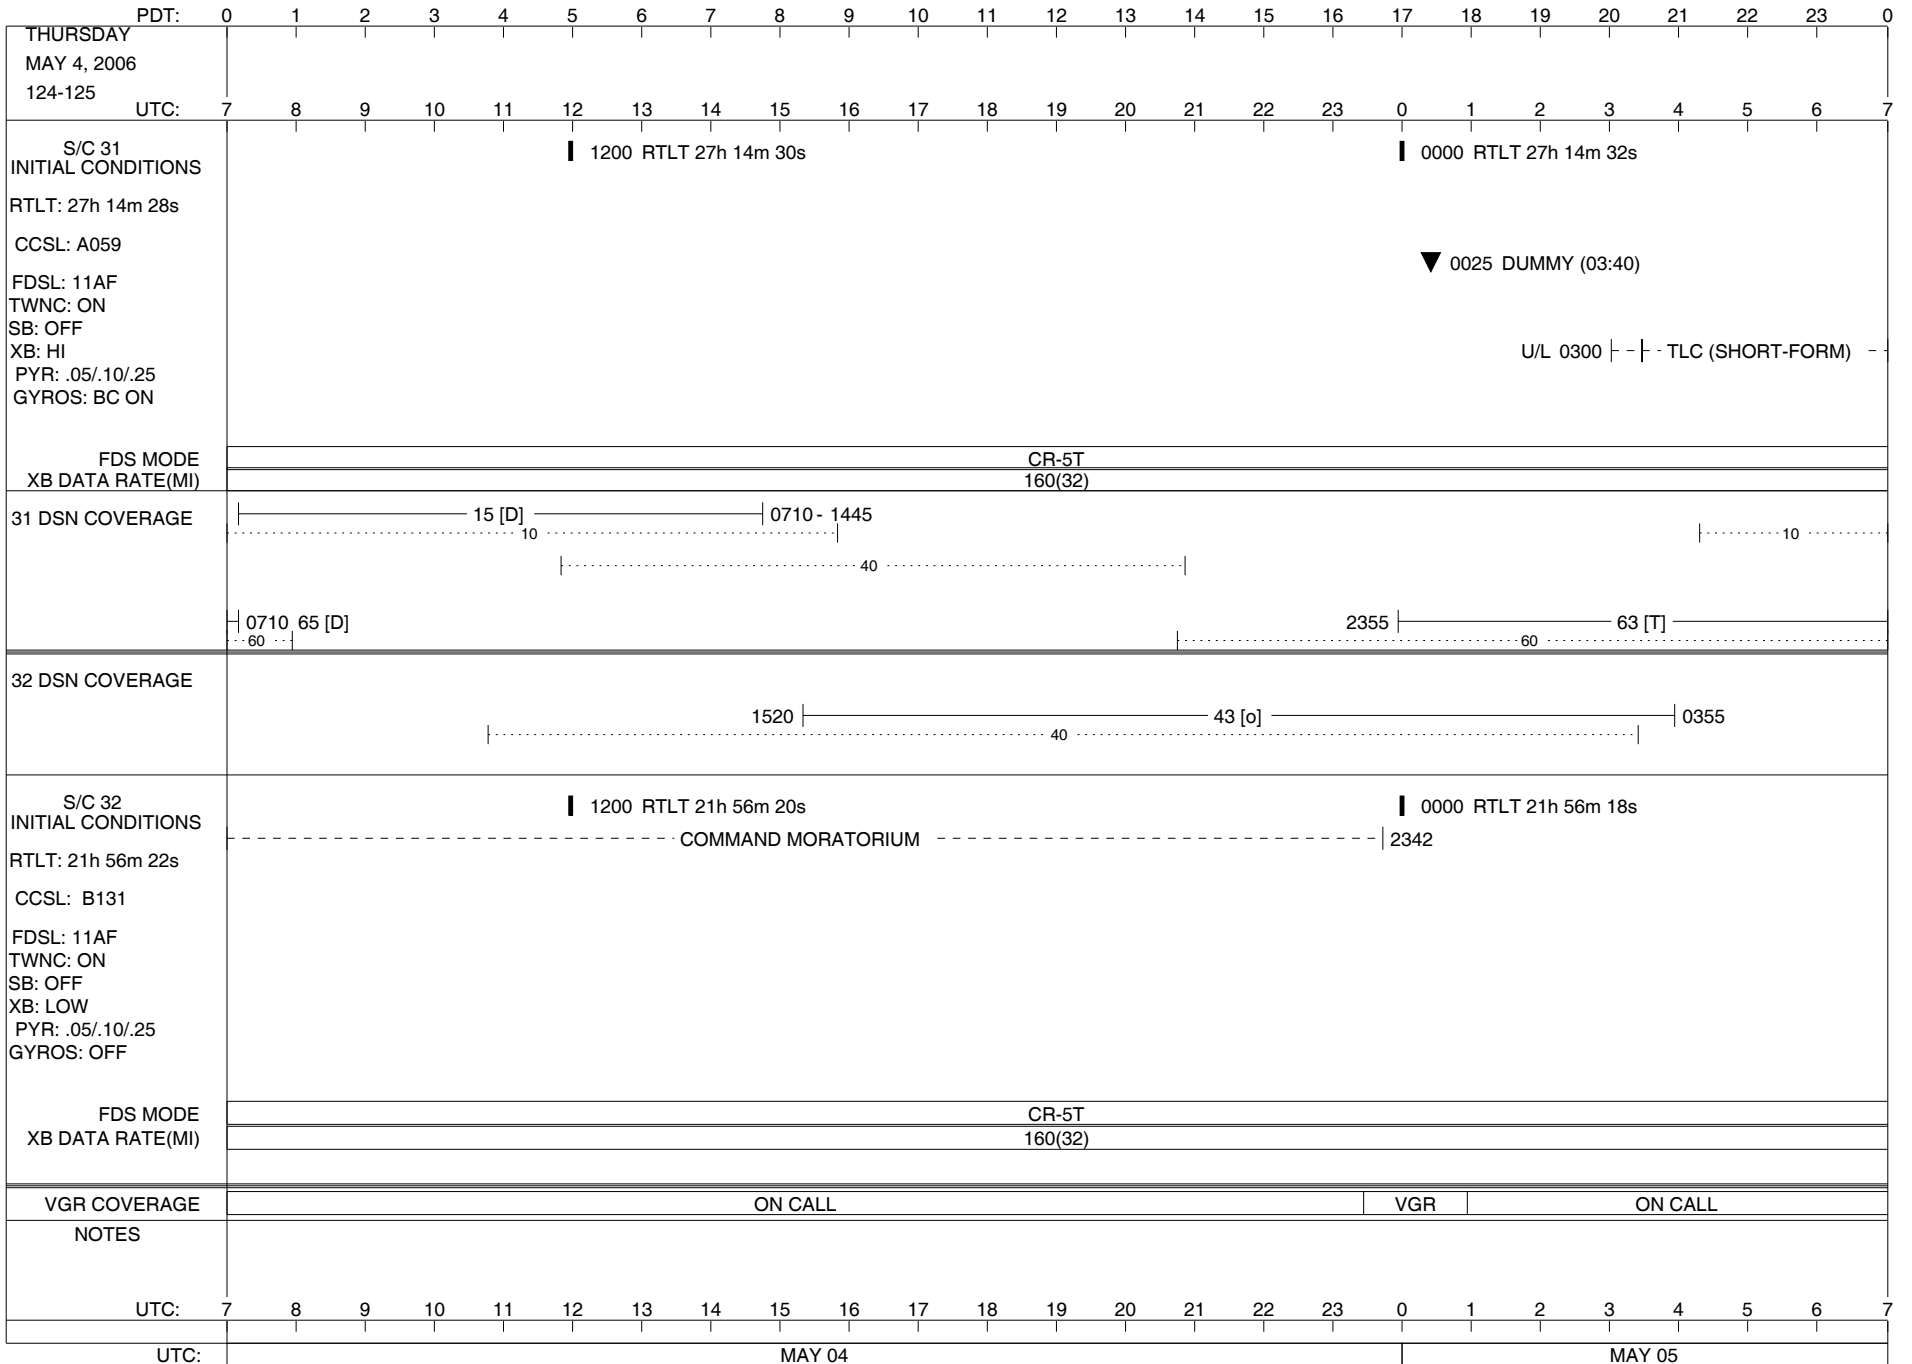 PDT: 0 1 2 3 4 5 6 7 8 9 10 11 12 13 14 15 16 17 18 19 20 21 22 23 0
THURSDAY
MAY 4, 2006
124-125
UTC: 7 8 9 10 11 12 13 14 15 16 17 18 19 20 21 22 23 0 1 2 3 4 5 6 7
S/C 31
INITIAL CONDITIONS
1200 RTLT 27h 14m 30s
0000 RTLT 27h 14m 32s
RTLT: 27h 14m 28s
CCSL: A059
0025 DUMMY (03:40)
FDSL: 11AF
TWNC: ON
SB: OFF
XB: HI
U/L 0300 TLC (SHORT-FORM)
PYR: .05/.10/.25
GYROS: BC ON
FDS MODE CR-5T
XB DATA RATE(MI) 160(32)
31 DSN COVERAGE
15 [D] 0710 - 1445
10 10
40
0710 65 [D]
2355 63 [T]
60 60
32 DSN COVERAGE
1520 43 [o] 0355
40
S/C 32
INITIAL CONDITIONS
1200 RTLT 21h 56m 20s
0000 RTLT 21h 56m 18s
COMMAND MORATORIUM 2342
RTLT: 21h 56m 22s
CCSL: B131
FDSL: 11AF
TWNC: ON
SB: OFF
XB: LOW
PYR: .05/.10/.25
GYROS: OFF
FDS MODE CR-5T
XB DATA RATE(MI) 160(32)
VGR COVERAGE ON CALL VGR ON CALL
NOTES
UTC: 7 8 9 10 11 12 13 14 15 16 17 18 19 20 21 22 23 0 1 2 3 4 5 6 7
UTC: MAY 04 MAY 05